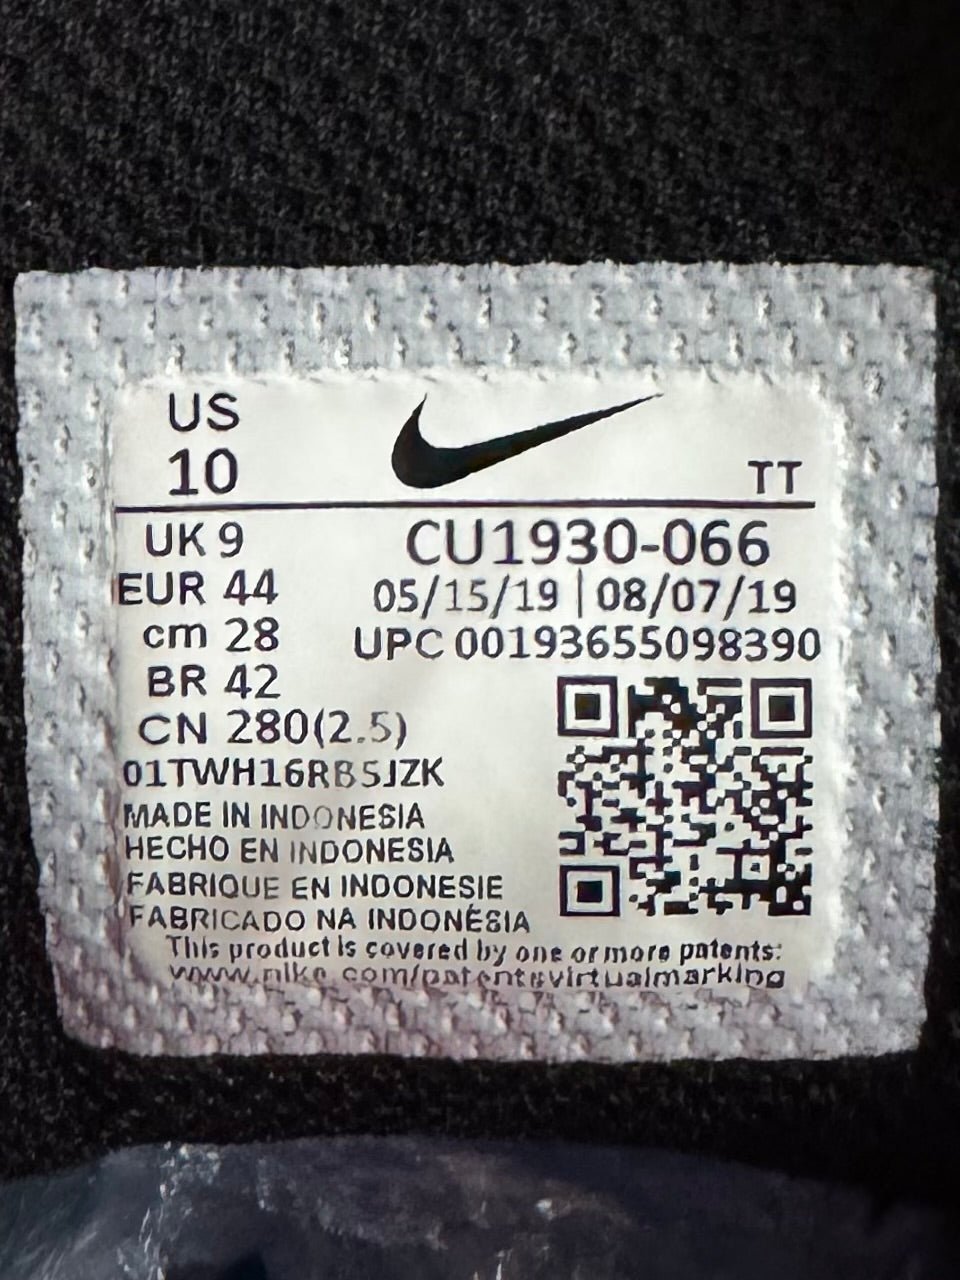 US
10
TT
UK 9
CU1930-066
EUR 44
05/15/19 | 08/07/19
cm 28
UPC 00193655098390
BR 42
CN 280(2.5)
01TWH16RB5JZK
MADE IN INDONESIA
HECHO EN INDONESIA
FABRIQUE EN INDONESIE
FABRICADO NA INDONÉSIA
This product is covered by one or more patents:
www.nike.com/patentsvirtualmarking